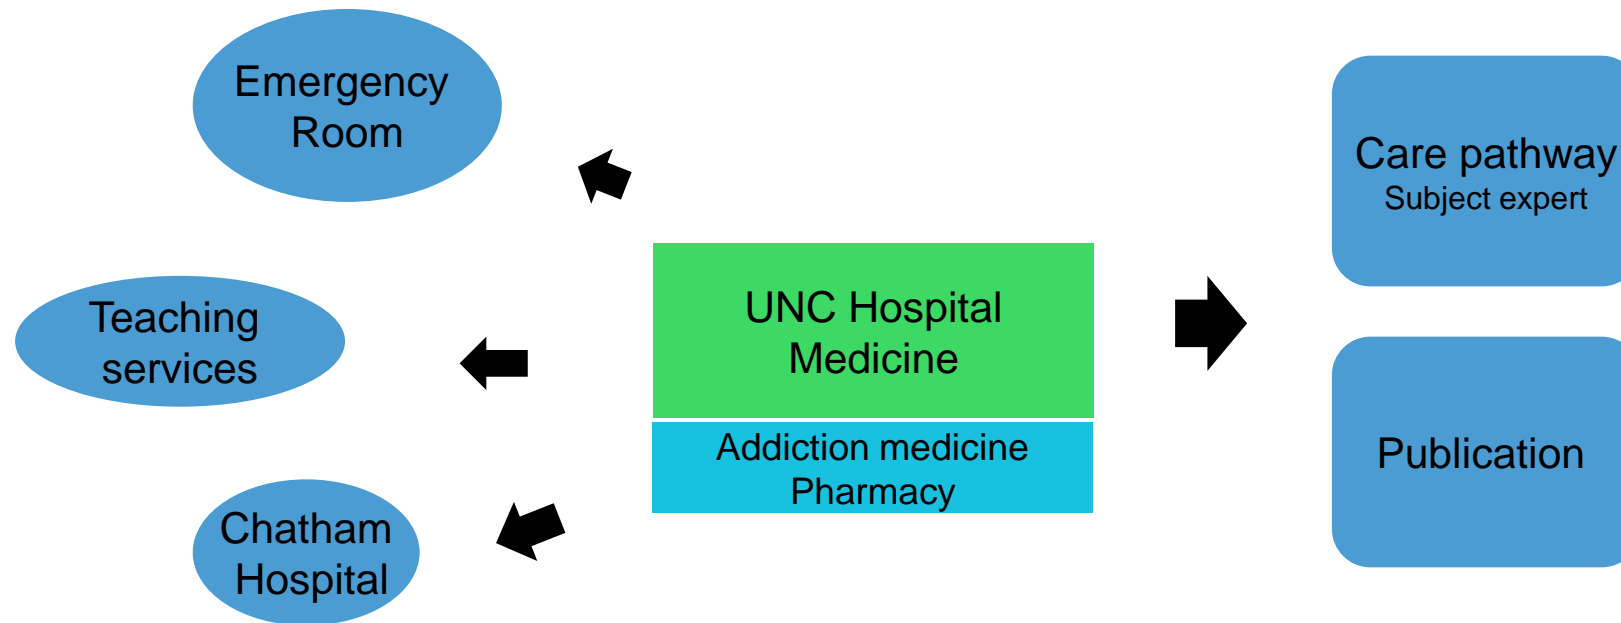 Emergency
Room
Teaching
services
Chatham
Hospital
UNC Hospital
Medicine
Addiction medicine
Pharmacy
Care pathway
Subject expert
Publication